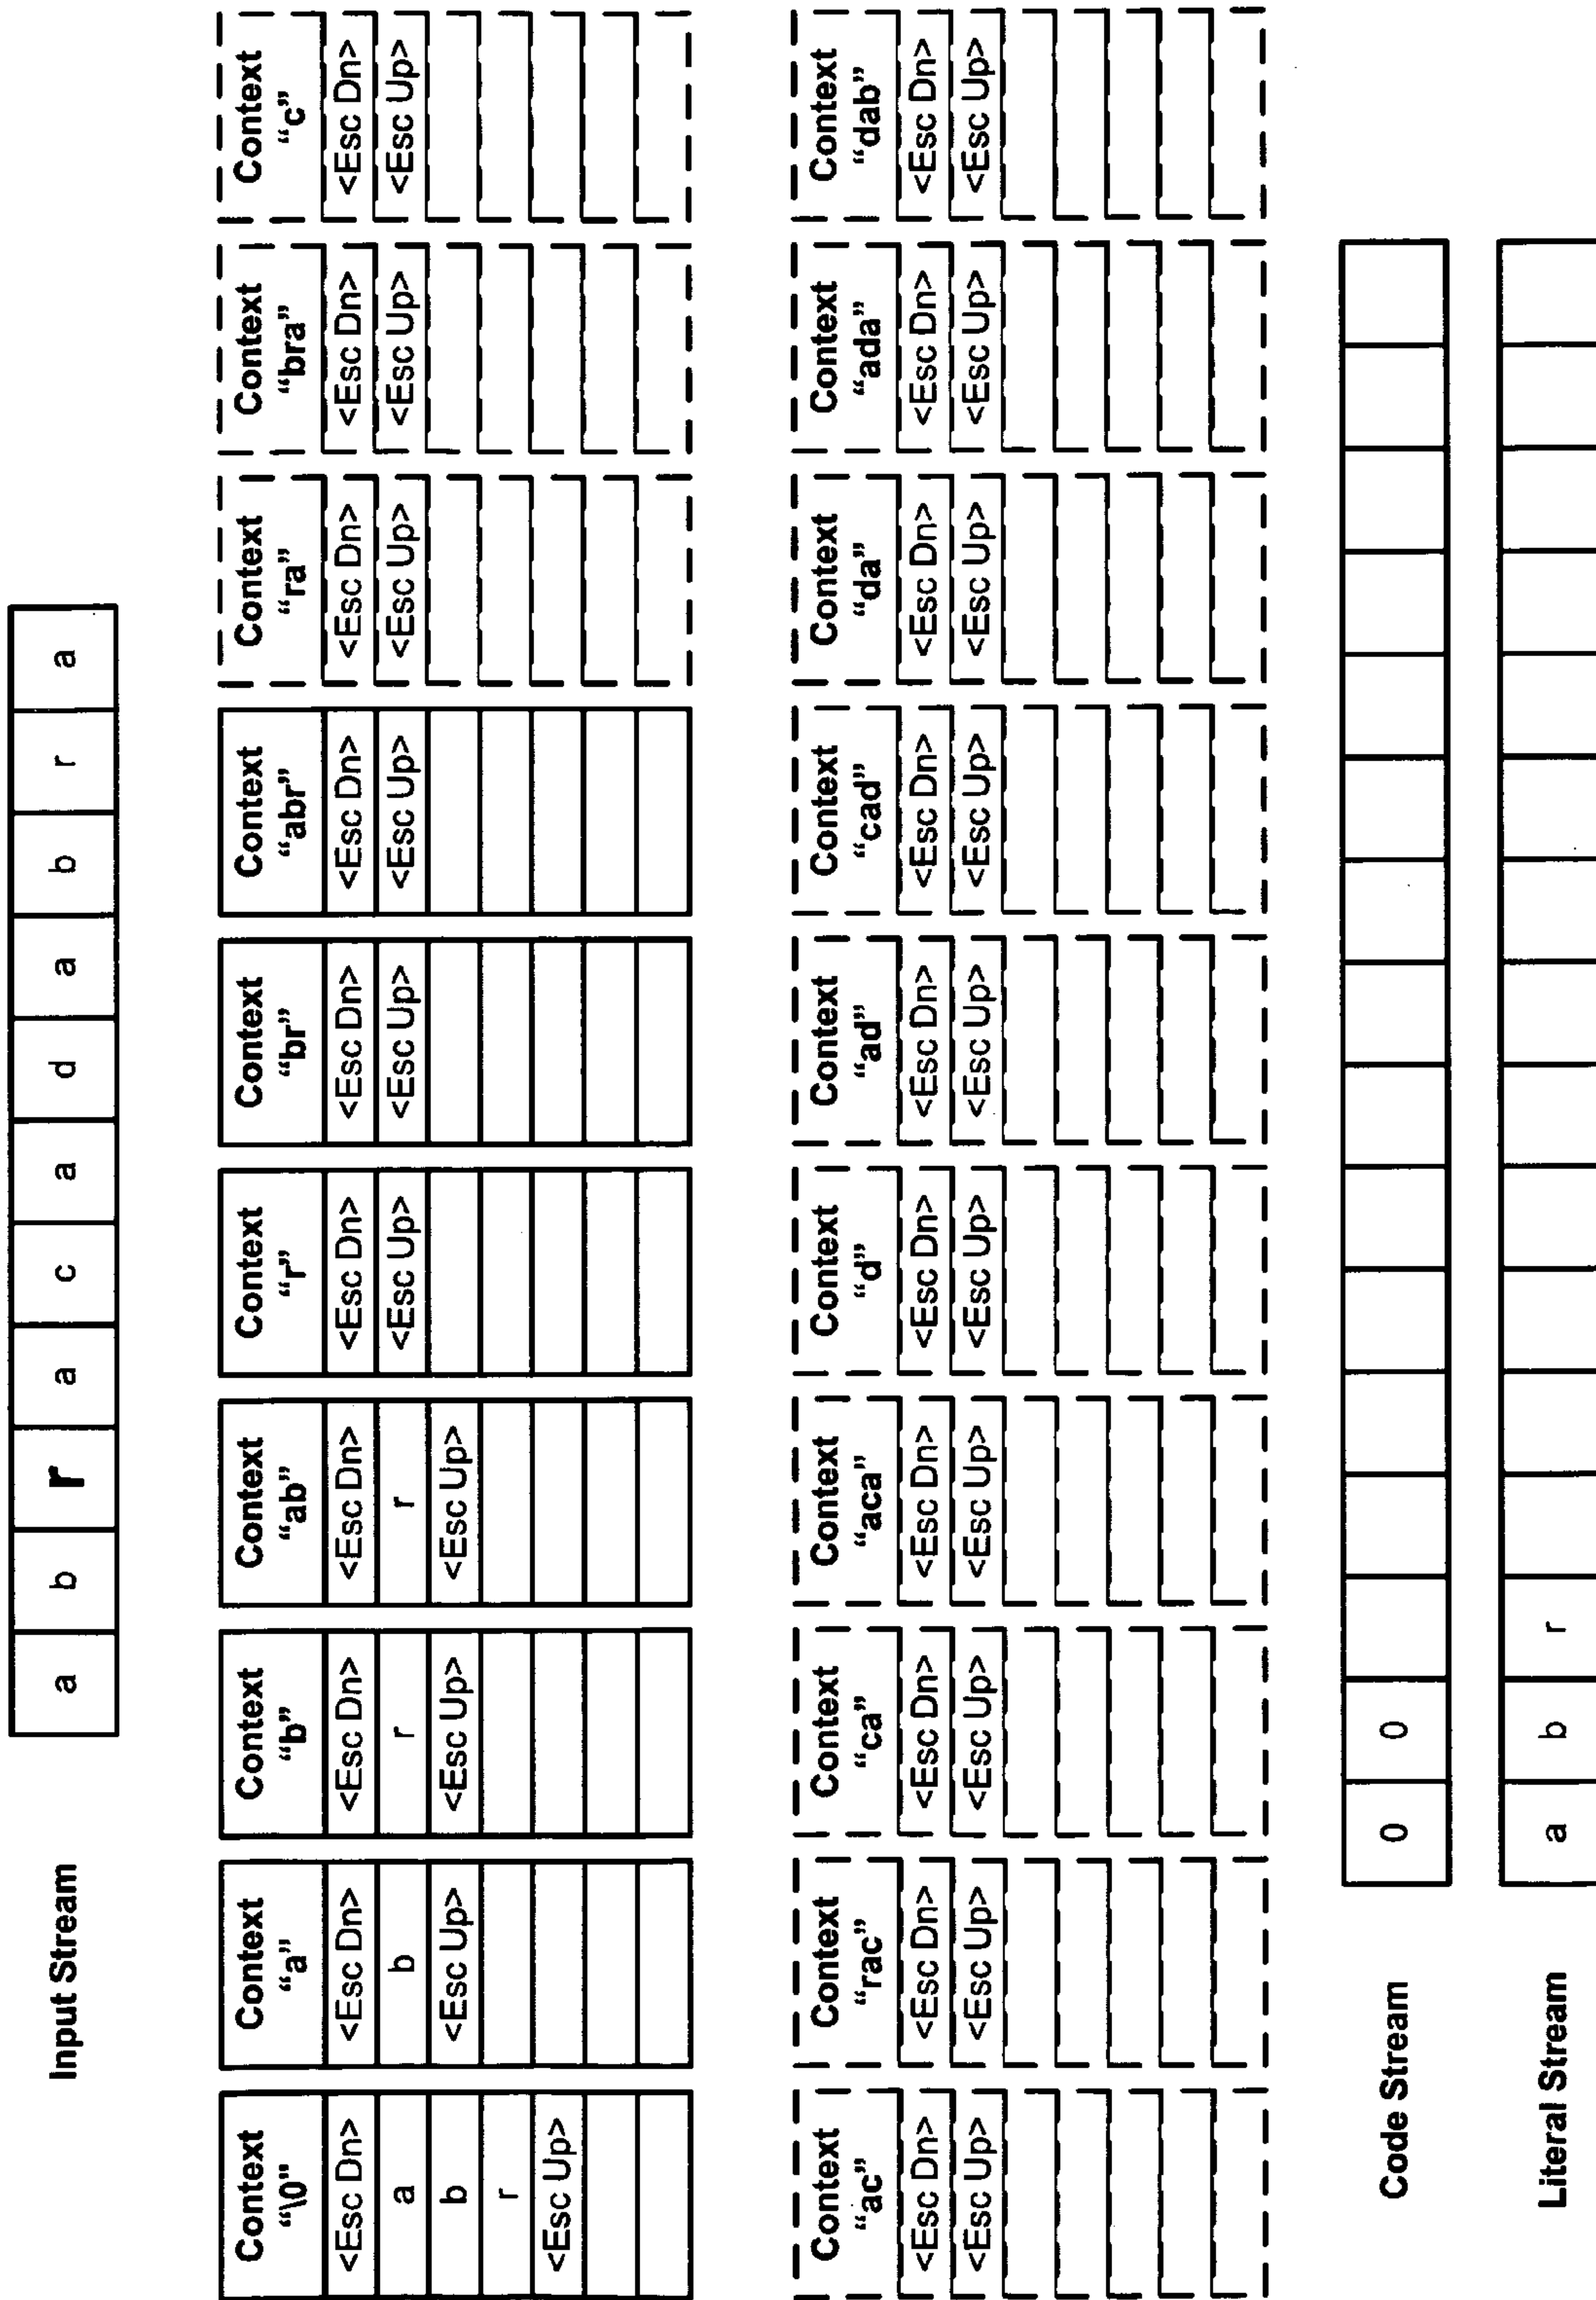 Input Stream
a b r a c a d a b r a
Context "\0"
<Esc Dn>
a
b
r
<Esc Up>
Context "a"
<Esc Dn>
b
<Esc Up>
Context "b"
<Esc Dn>
r
<Esc Up>
Context "ab"
<Esc Dn>
r
<Esc Up>
Context "r"
<Esc Dn>
<Esc Up>
Context "br"
<Esc Dn>
<Esc Up>
Context "abr"
<Esc Dn>
<Esc Up>
Context "ra"
<Esc Dn>
<Esc Up>
Context "bra"
<Esc Dn>
<Esc Up>
Context "c"
<Esc Dn>
<Esc Up>
Context "ac"
<Esc Dn>
<Esc Up>
Context "rac"
<Esc Dn>
<Esc Up>
Context "ca"
<Esc Dn>
<Esc Up>
Context "aca"
<Esc Dn>
<Esc Up>
Context "d"
<Esc Dn>
<Esc Up>
Context "ad"
<Esc Dn>
<Esc Up>
Context "cad"
<Esc Dn>
<Esc Up>
Context "da"
<Esc Dn>
<Esc Up>
Context "ada"
<Esc Dn>
<Esc Up>
Context "dab"
<Esc Dn>
<Esc Up>
Code Stream
0 0
Literal Stream
a b r